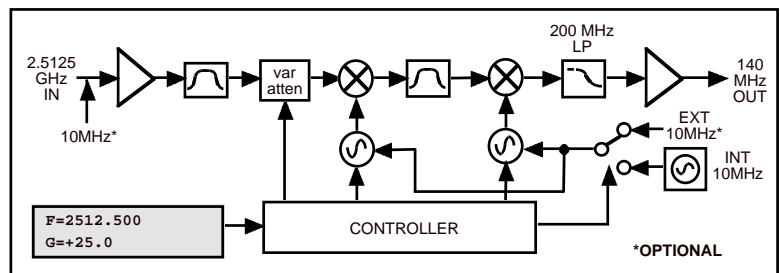 2.5125
GHz
IN
10MHz*
var
atten
200 MHz
LP
140
MHz
OUT
EXT
10MHz*
INT
10MHz
F=2512.500
G=+25.0
CONTROLLER
*OPTIONAL